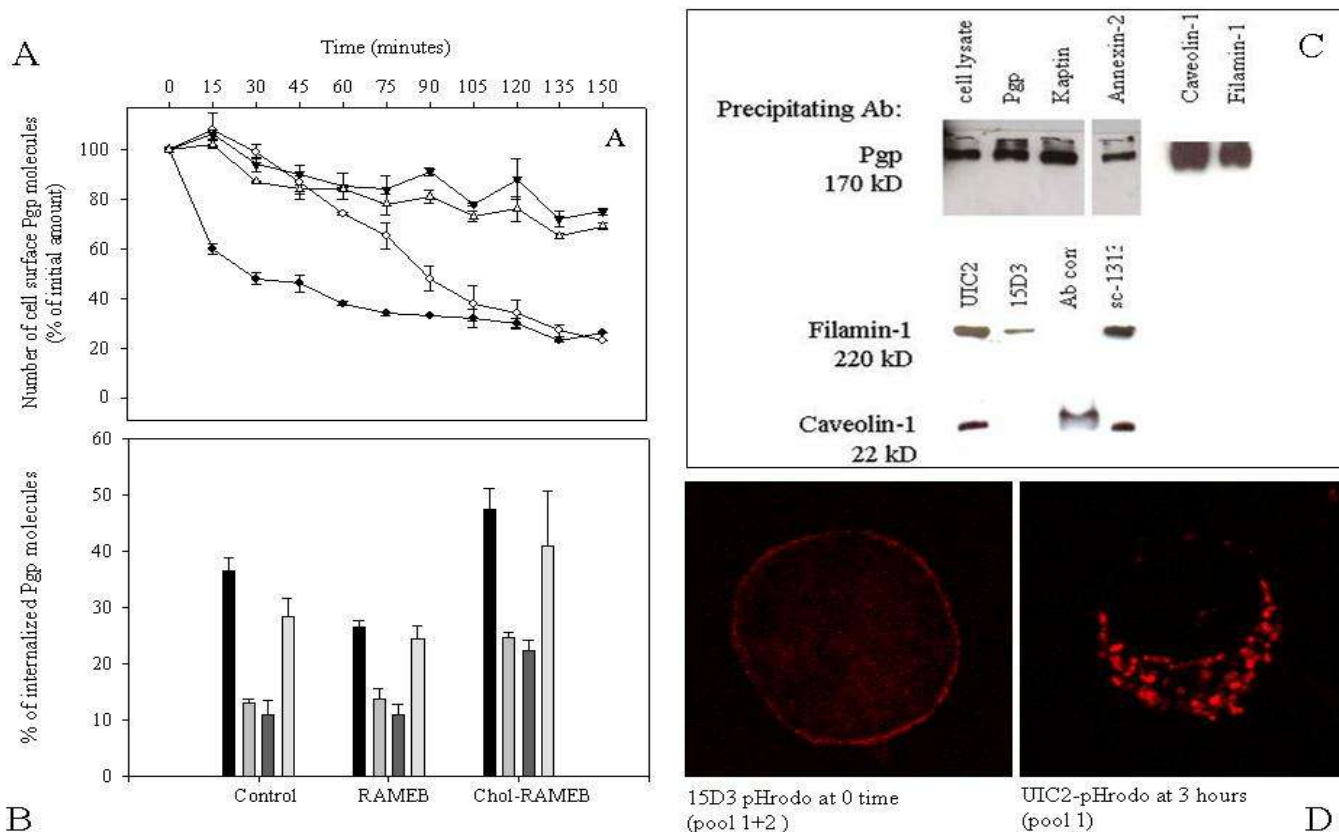 A
Time (minutes)
0 15 30 45 60 75 90 105 120 135 150
A
Number of cell surface Pgp molecules
(% of initial amount)
100
80
60
40
20
0
% of internalized Pgp molecules
60
50
40
30
20
10
0
Control RAMEB Chol-RAMEB
B
C
Precipitating Ab:
cell lysate
Pgp
Kaptin
Annexin-2
Caveolin-1
Filamin-1
Pgp
170 kD
UIC2
15D3
Ab con
Filamin-1
220 kD
Caveolin-1
22 kD
15D3 pHrodo at 0 time
(pool 1+2 )
UIC2-pHrodo at 3 hours
(pool 1)
D